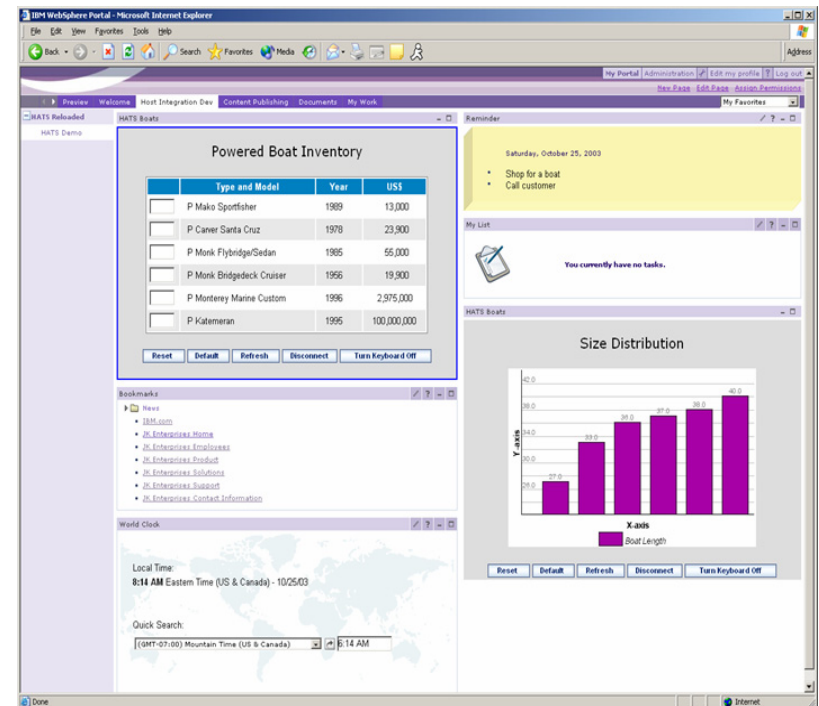 IBM WebSphere Portal - Microsoft Internet Explorer
File Edit View Favorites Tools Help
Back Search Favorites Media Address
My Portal Administration Edit my profile ? Log out
New Page Edit Page Assign Permissions
Preview Welcome Host Integration Dev Content Publishing Documents My Work My Favorites
HATS Reloaded
HATS Demo
HATS Boats
Powered Boat Inventory
Type and Model Year US$
P Mako Sportfisher 1989 13,000
P Carver Santa Cruz 1978 23,900
P Monk Flybridge/Sedan 1985 55,000
P Monk Bridgedeck Cruiser 1956 19,900
P Monterey Marine Custom 1996 2,975,000
P Katemeran 1995 100,000,000
Reset Default Refresh Disconnect Turn Keyboard Off
Bookmarks
News
IBM.com
JK Enterprises Home
JK Enterprises Employees
JK Enterprises Product
JK Enterprises Solutions
JK Enterprises Support
JK Enterprises Contact Information
World Clock
Local Time:
8:14 AM Eastern Time (US & Canada) - 10/25/03
Quick Search:
(GMT-07:00) Mountain Time (US & Canada) 6:14 AM
Reminder
Saturday, October 25, 2003
Shop for a boat
Call customer
My List
You currently have no tasks.
HATS Boats
Size Distribution
42.0
38.0
34.0
30.0
26.0
Y-axis
27.0 33.0 36.0 37.0 38.0 40.0
X-axis
Boat Length
Reset Default Refresh Disconnect Turn Keyboard Off
Done Internet